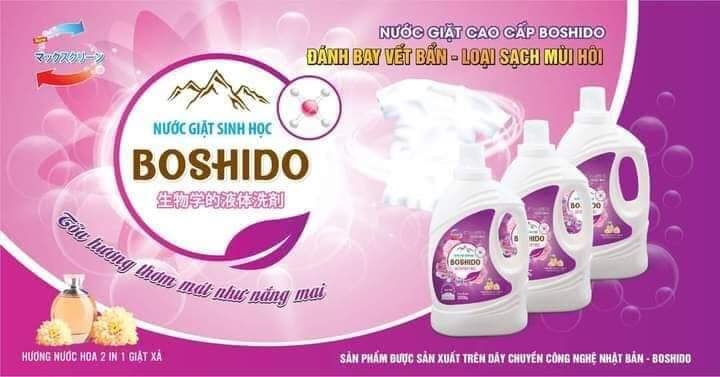 マックスクリーン
NƯỚC GIẶT CAO CẤP BOSHIDO
ĐÁNH BAY VẾT BẨN - LOẠI SẠCH MÙI HÔI
NƯỚC GIẶT SINH HỌC
BOSHIDO
生物学的液体洗剤
Tỏa hương thơm mát như nắng mai
BOSHIDO
HƯƠNG NƯỚC HOA 2 IN 1 GIẶT XẢ
SẢN PHẨM ĐƯỢC SẢN XUẤT TRÊN DÂY CHUYỀN CÔNG NGHỆ NHẬT BẢN - BOSHIDO